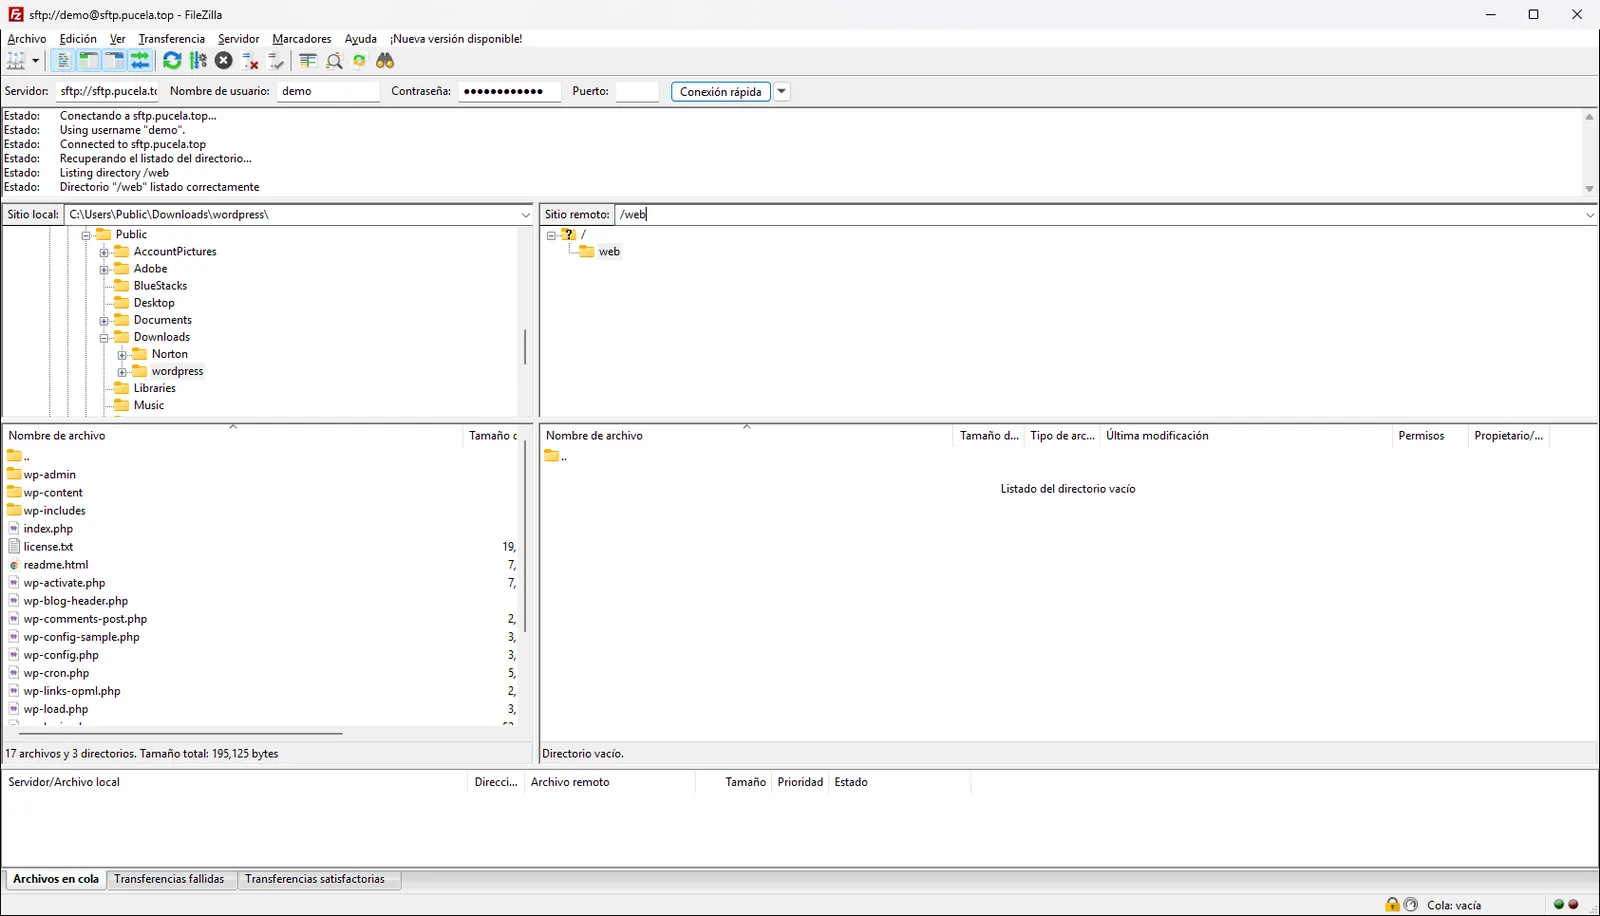 sftp://demo@sftp.pucela.top - FileZilla
Archivo Edición Ver Transferencia Servidor Marcadores Ayuda ¡Nueva versión disponible!
Servidor: sftp://sftp.pucela.t Nombre de usuario: demo Contraseña: ●●●●●●●●●●●● Puerto: Conexión rápida
Estado: Conectando a sftp.pucela.top...
Estado: Using username "demo".
Estado: Connected to sftp.pucela.top
Estado: Recuperando el listado del directorio...
Estado: Listing directory /web
Estado: Directorio "/web" listado correctamente
Sitio local: C:\Users\Public\Downloads\wordpress\
Public
AccountPictures
Adobe
BlueStacks
Desktop
Documents
Downloads
Norton
wordpress
Libraries
Music
Sitio remoto: /web
/
web
Nombre de archivo Tamaño
..
wp-admin
wp-content
wp-includes
index.php
license.txt 19,
readme.html 7,
wp-activate.php 7,
wp-blog-header.php
wp-comments-post.php 2,
wp-config-sample.php 3,
wp-config.php 3,
wp-cron.php 5,
wp-links-opml.php 2,
wp-load.php 3,
17 archivos y 3 directorios. Tamaño total: 195,125 bytes
Nombre de archivo Tamaño d... Tipo de arc... Última modificación Permisos Propietario/...
..
Listado del directorio vacío
Directorio vacío.
Servidor/Archivo local Direcci... Archivo remoto Tamaño Prioridad Estado
Archivos en cola Transferencias fallidas Transferencias satisfactorias
Cola: vacía